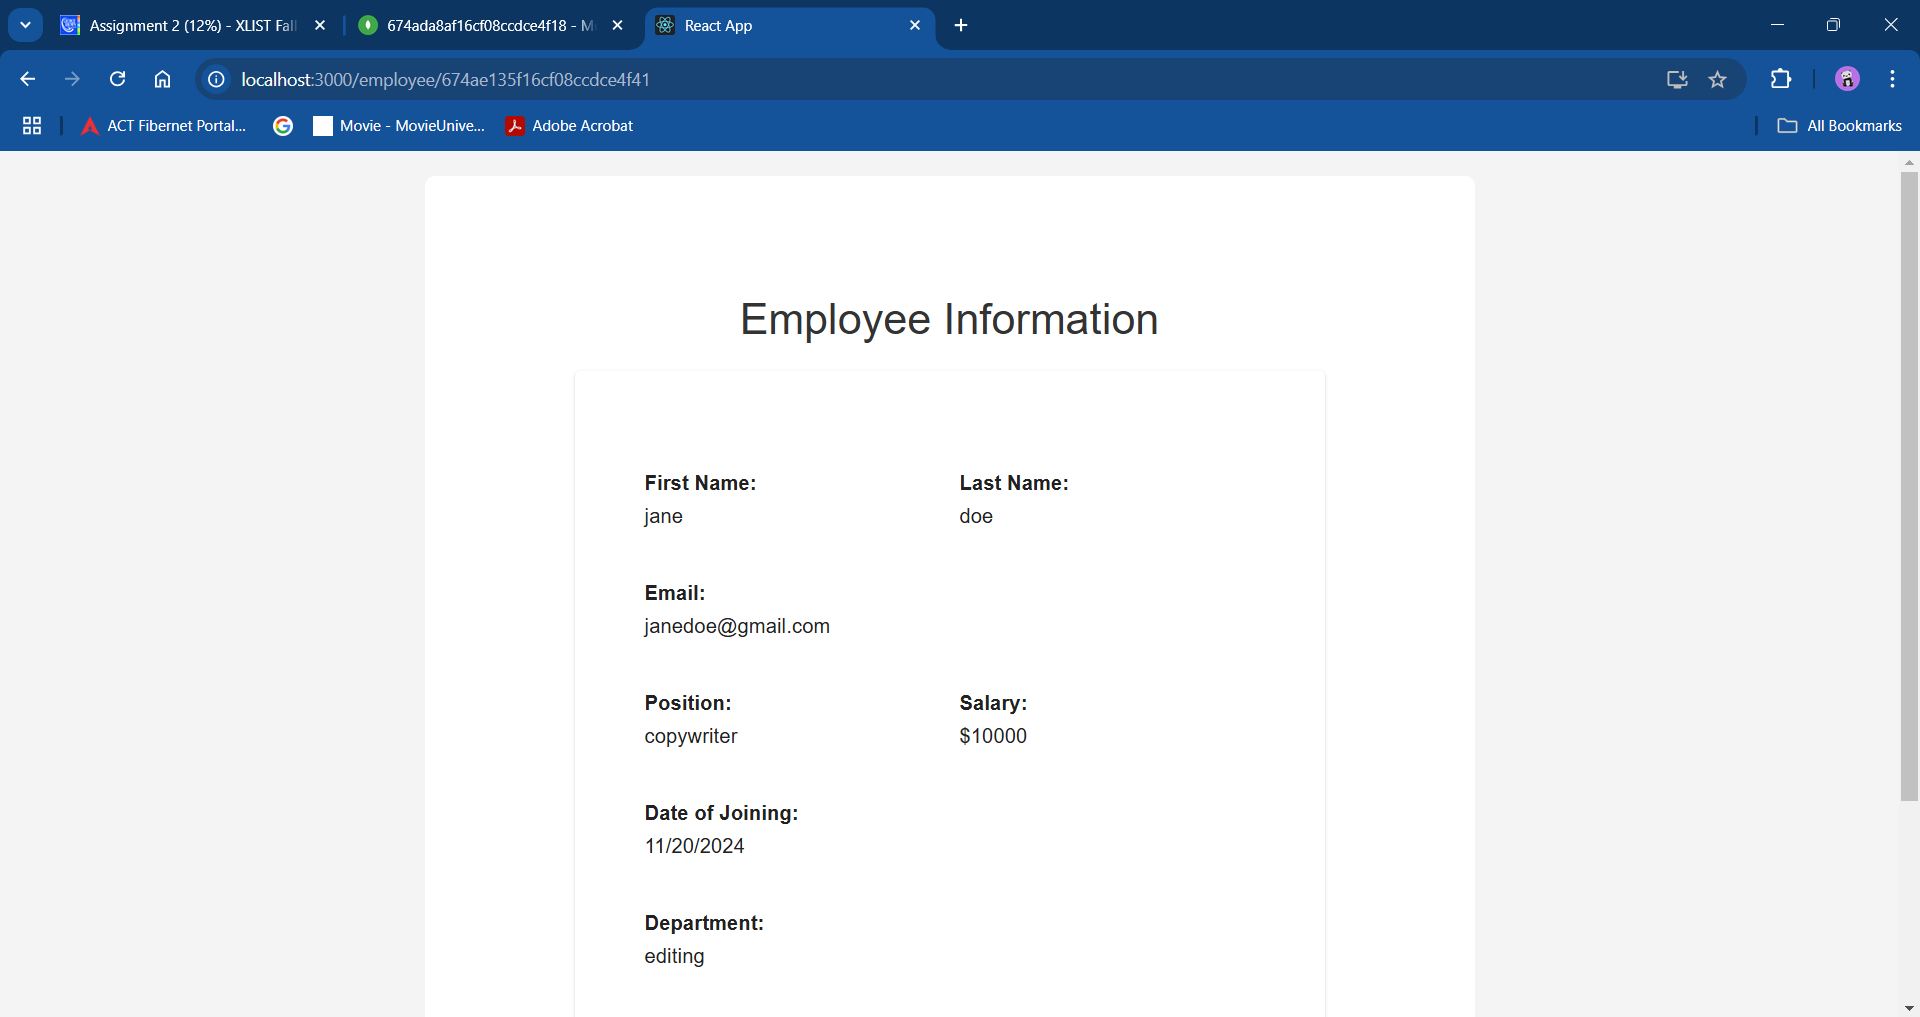 Assignment 2 (12%) - XLIST Fall
674ada8af16cf08ccdce4f18 - M
React App
localhost:3000/employee/674ae135f16cf08ccdce4f41
ACT Fibernet Portal...
Movie - MovieUnive...
Adobe Acrobat
All Bookmarks
Employee Information
First Name:
Last Name:
jane
doe
Email:
janedoe@gmail.com
Position:
Salary:
copywriter
$10000
Date of Joining:
11/20/2024
Department:
editing